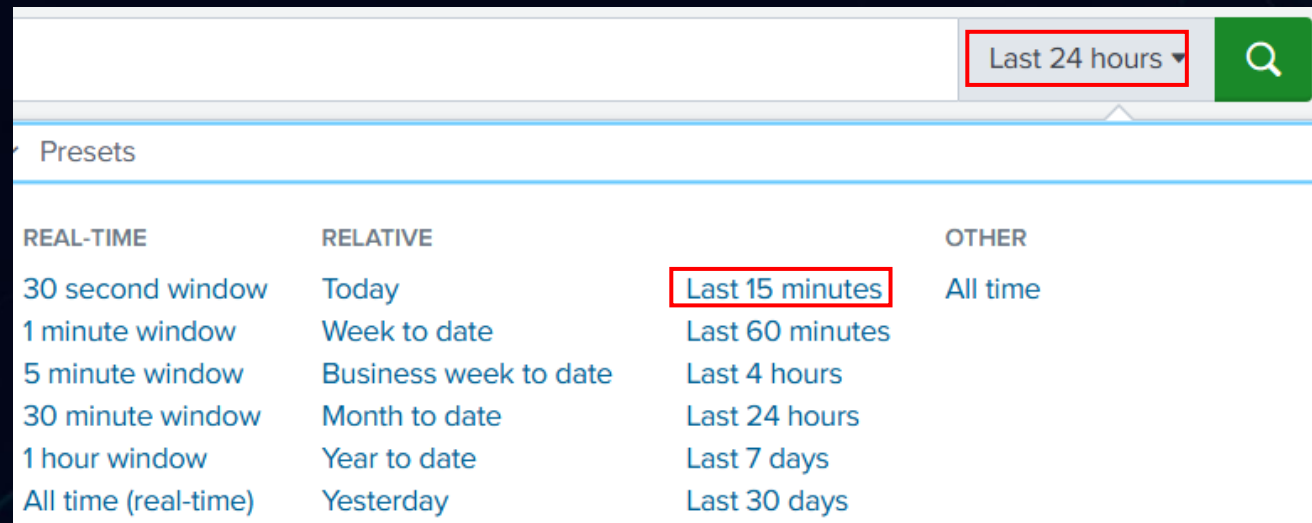 Last 24 hours
Presets
REAL-TIME RELATIVE OTHER
30 second window Today Last 15 minutes All time
1 minute window Week to date Last 60 minutes
5 minute window Business week to date Last 4 hours
30 minute window Month to date Last 24 hours
1 hour window Year to date Last 7 days
All time (real-time) Yesterday Last 30 days